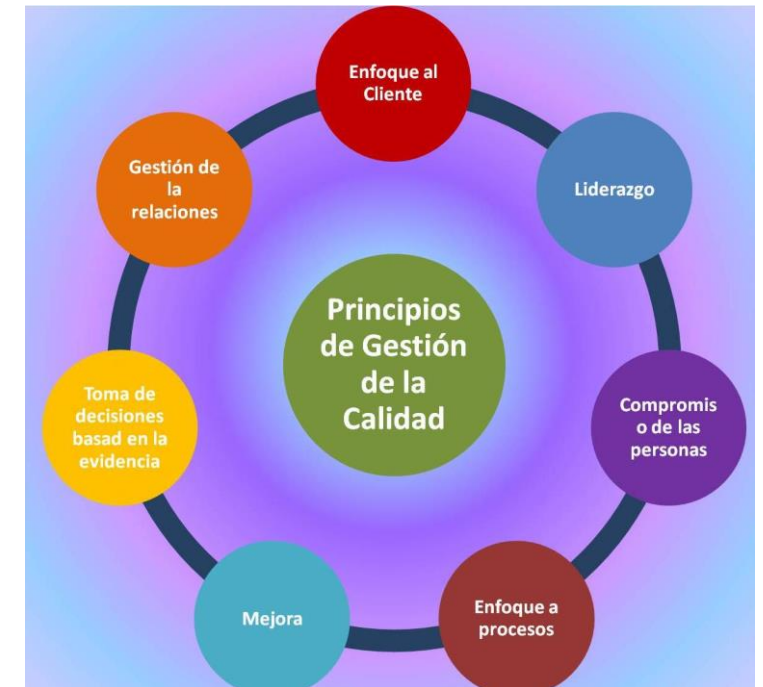 Enfoque al
Cliente
Liderazgo
Compromis
o de las
personas
Enfoque a
procesos
Mejora
Toma de
decisiones
basad en la
evidencia
Gestión de
la
relaciones
Principios
de Gestión
de la
Calidad